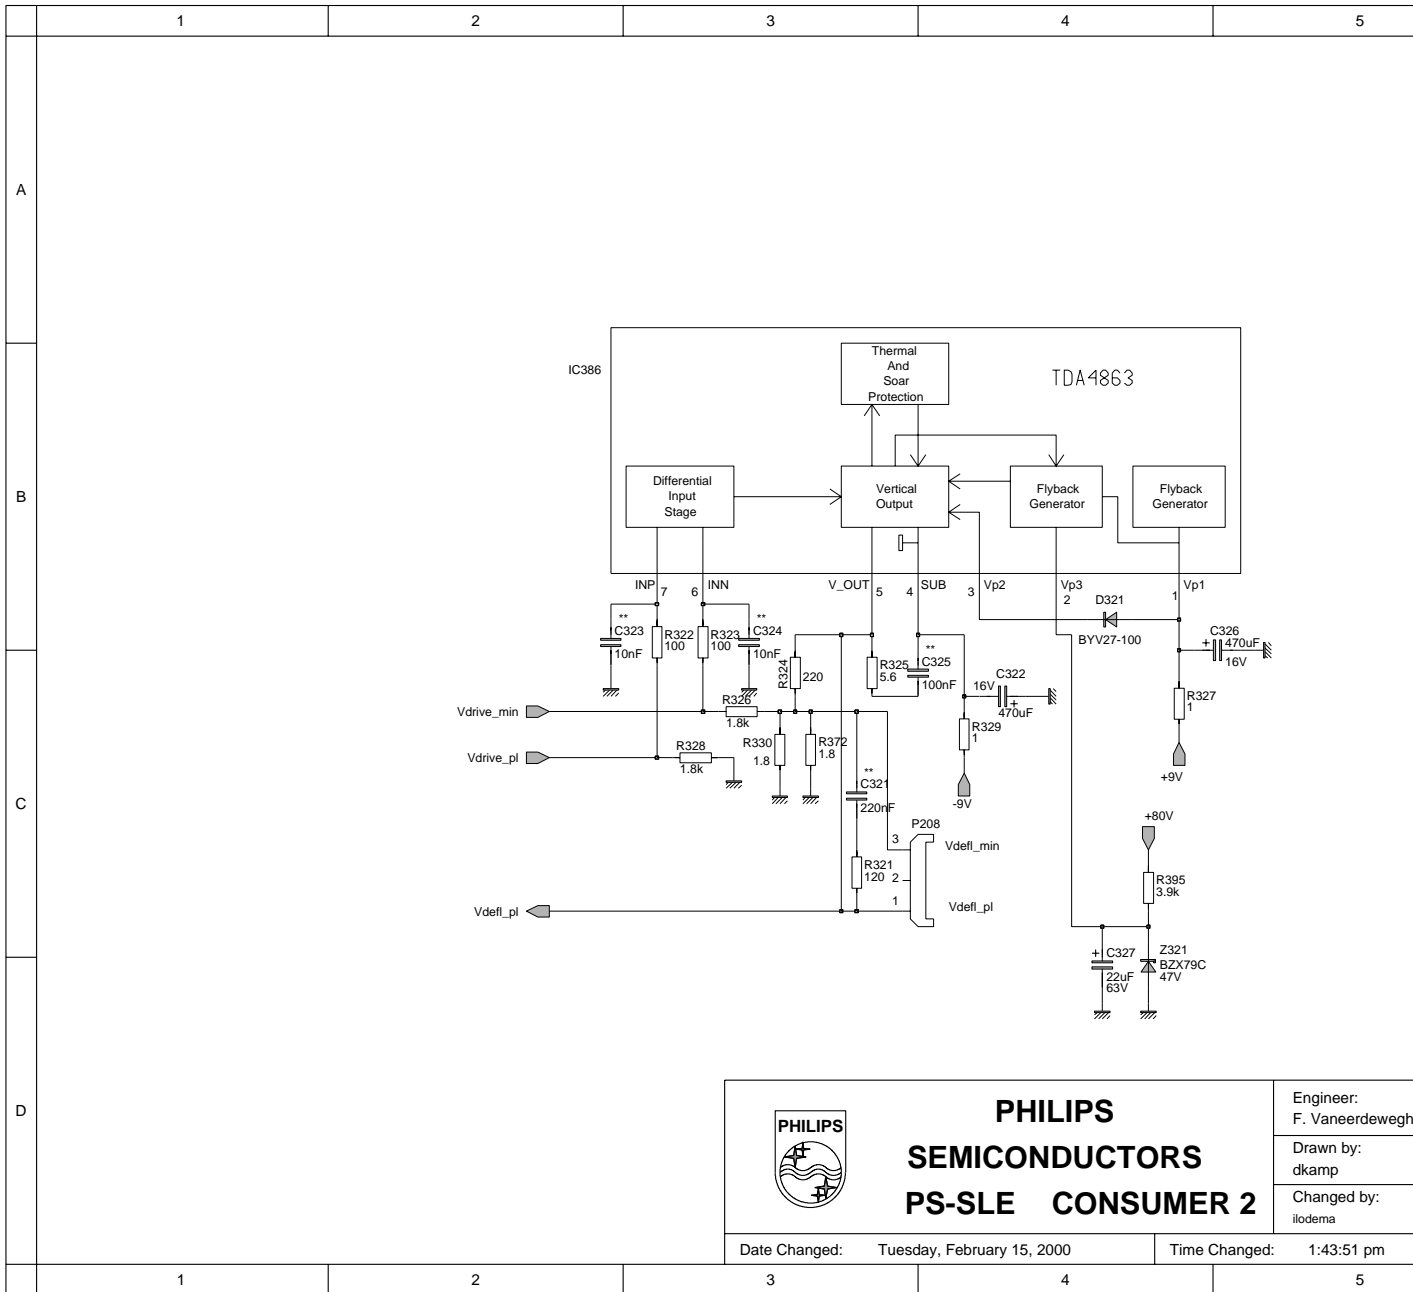 1 2 3 4 5
A
B
C
D
IC386
TDA4863
Thermal
And
Soar
Protection
Differential
Input
Stage
Vertical
Output
Flyback
Generator
Flyback
Generator
INP 7
6 INN
V_OUT 5
4 SUB
3 Vp2
Vp3
2
Vp1
1
D321
BYV27-100
**
C323
10nF
R322
100
R323
100
**
C324
10nF
R324
220
R325
5.6
**
C325
100nF
16V
C322
+
470uF
C326
+ 470uF
16V
R327
1
+9V
R329
1
-9V
Vdrive_min
R326
1.8k
Vdrive_pl
R328
1.8k
R330
1.8
R372
1.8
**
C321
220nF
R321
120
P208
3
2
1
Vdefl_min
Vdefl_pl
Vdefl_pl
+80V
R395
3.9k
+ C327
22uF
63V
Z321
BZX79C
47V
PHILIPS
PHILIPS
SEMICONDUCTORS
PS-SLE CONSUMER 2
Engineer:
F. Vaneerdewegh
Drawn by:
dkamp
Changed by:
ilodema
Date Changed: Tuesday, February 15, 2000
Time Changed: 1:43:51 pm
1 2 3 4 5